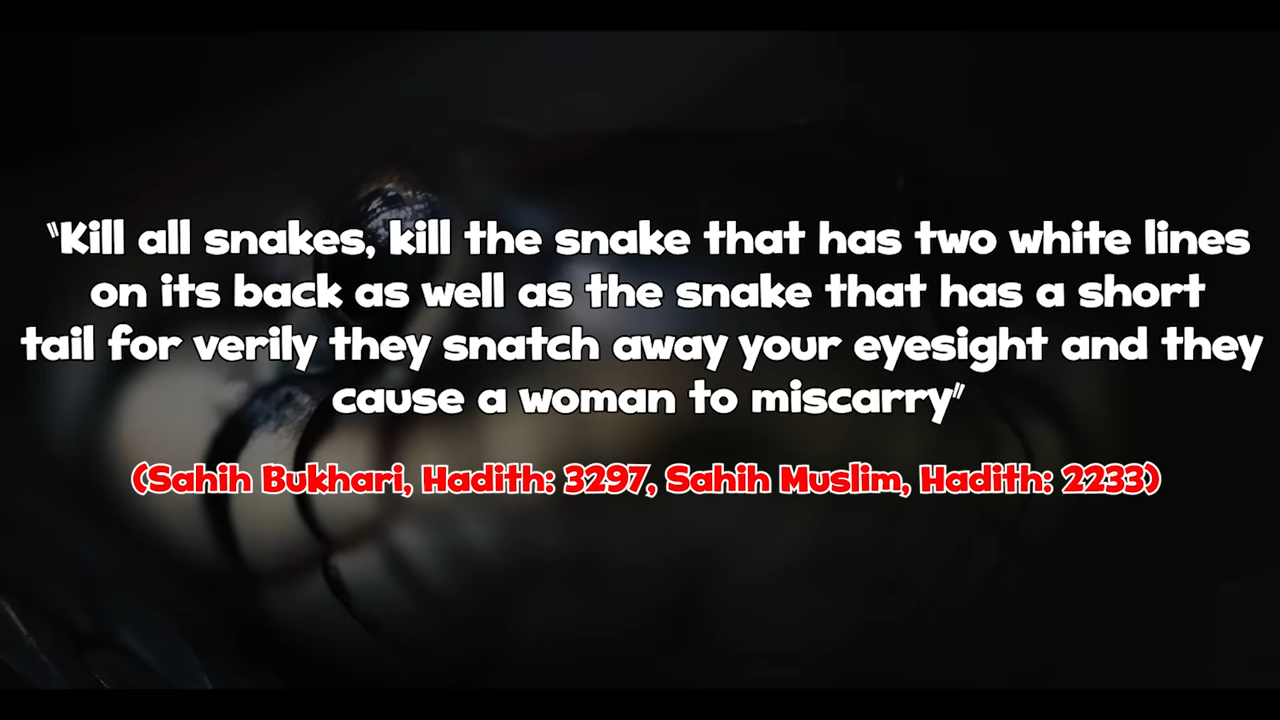 "Kill all snakes, kill the snake that has two white lines
on its back as well as the snake that has a short
tail for verily they snatch away your eyesight and they
cause a woman to miscarry"
(Sahih Bukhari, Hadith: 3297, Sahih Muslim, Hadith: 2233)